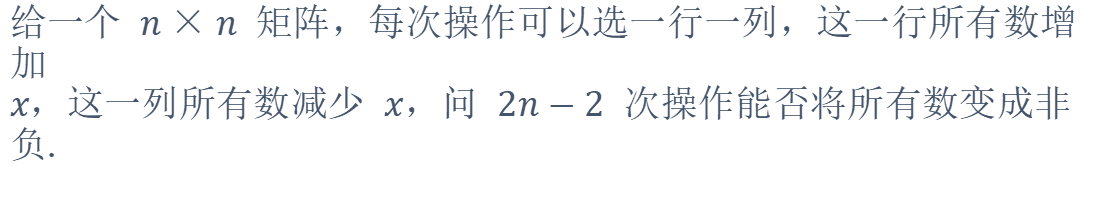 给一个 n × n 矩阵，每次操作可以选一行一列，这一行所有数增
加
x，这一列所有数减少 x，问 2n − 2 次操作能否将所有数变成非
负.